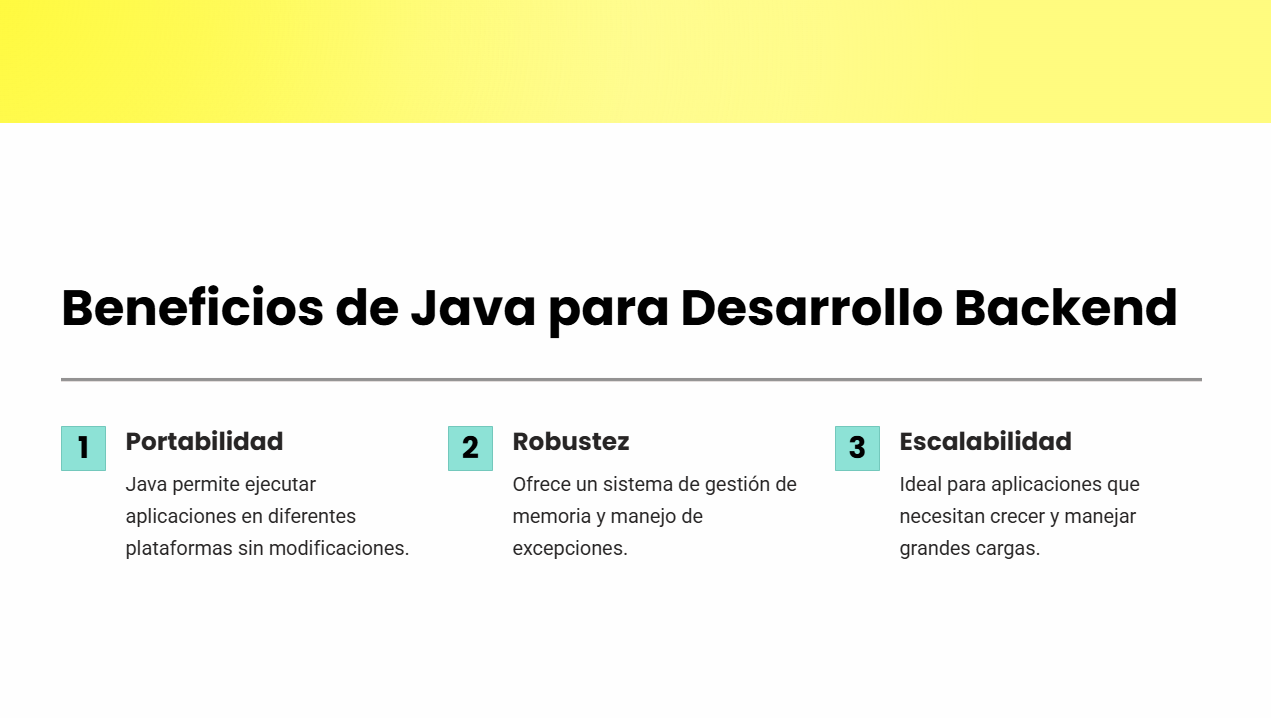 Beneficios de Java para Desarrollo Backend
1
Portabilidad
Java permite ejecutar
aplicaciones en diferentes
plataformas sin modificaciones.
2
Robustez
Ofrece un sistema de gestión de
memoria y manejo de
excepciones.
3
Escalabilidad
Ideal para aplicaciones que
necesitan crecer y manejar
grandes cargas.